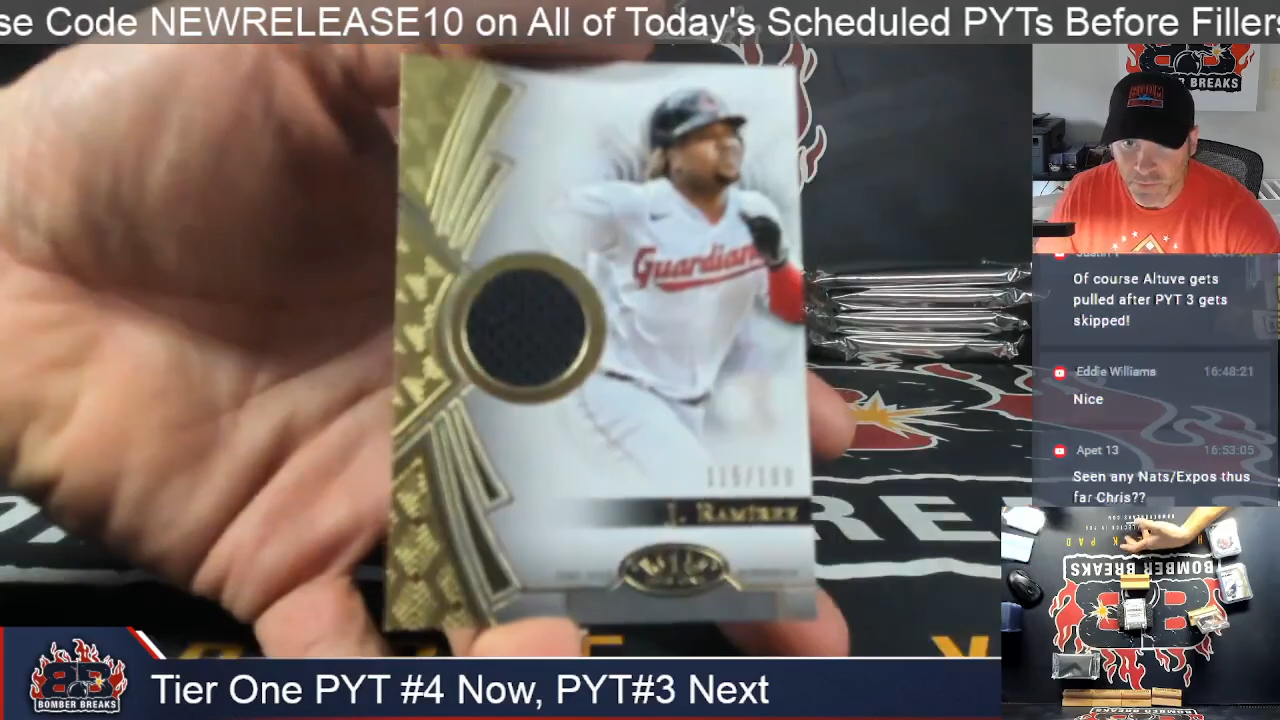 se Code NEWRELEASE10 on All of Today's Scheduled PYTs Before Fillers
BREAKS
Guardians
J. RAMIREZ
Of course Altuve gets
pulled after PYT 3 gets
skipped!
Eddie Williams 16:48:21
Nice
Apet 13 16:53:05
Seen any Nats/Expos thus
far Chris??
BOMBER BREAKS
BOMBER BREAKS
Tier One PYT #4 Now, PYT#3 Next